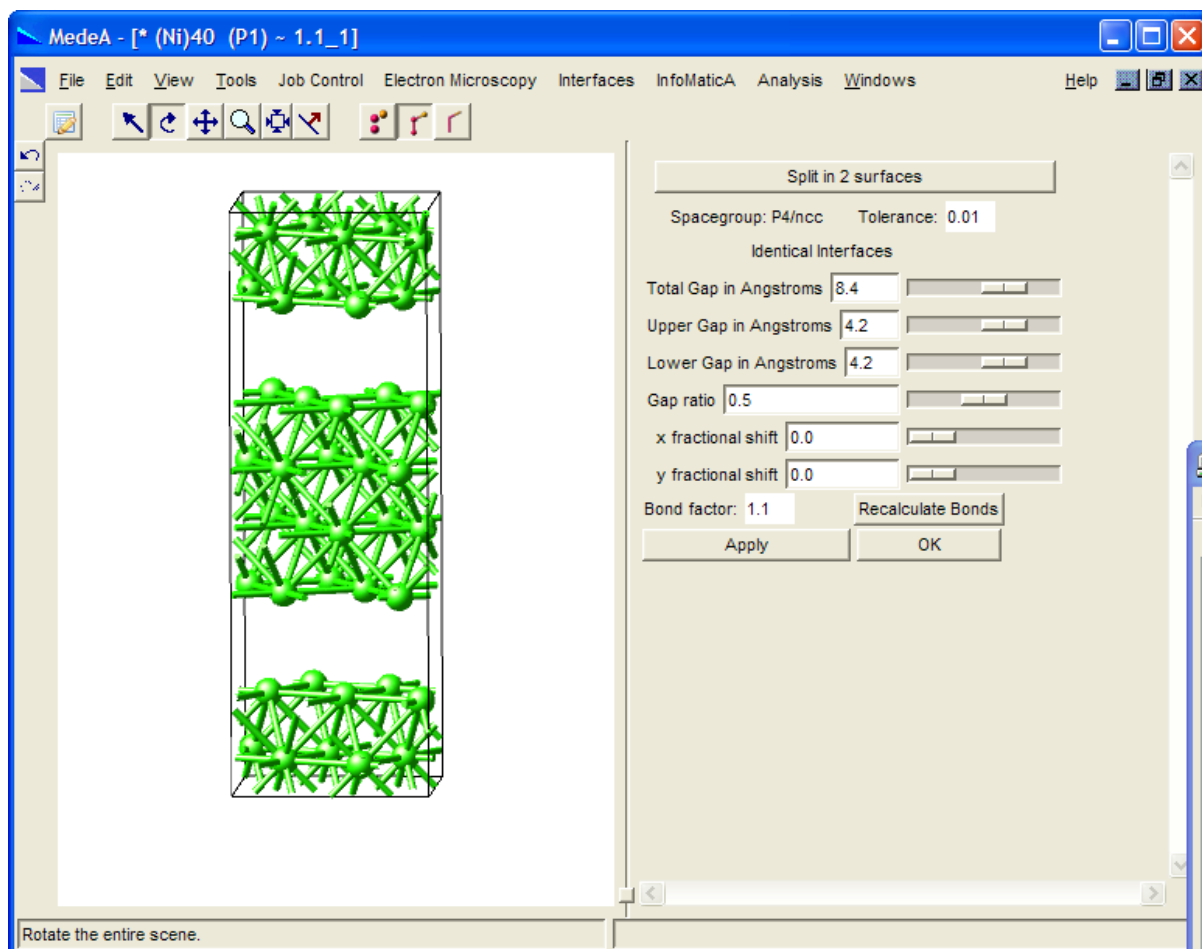 MedeA - [* (Ni)40 (P1) ~ 1.1_1]
File Edit View Tools Job Control Electron Microscopy Interfaces InfoMaticA Analysis Windows Help
Split in 2 surfaces
Spacegroup: P4/ncc Tolerance: 0.01
Identical Interfaces
Total Gap in Angstroms 8.4
Upper Gap in Angstroms 4.2
Lower Gap in Angstroms 4.2
Gap ratio 0.5
x fractional shift 0.0
y fractional shift 0.0
Bond factor: 1.1 Recalculate Bonds
Apply OK
Rotate the entire scene.